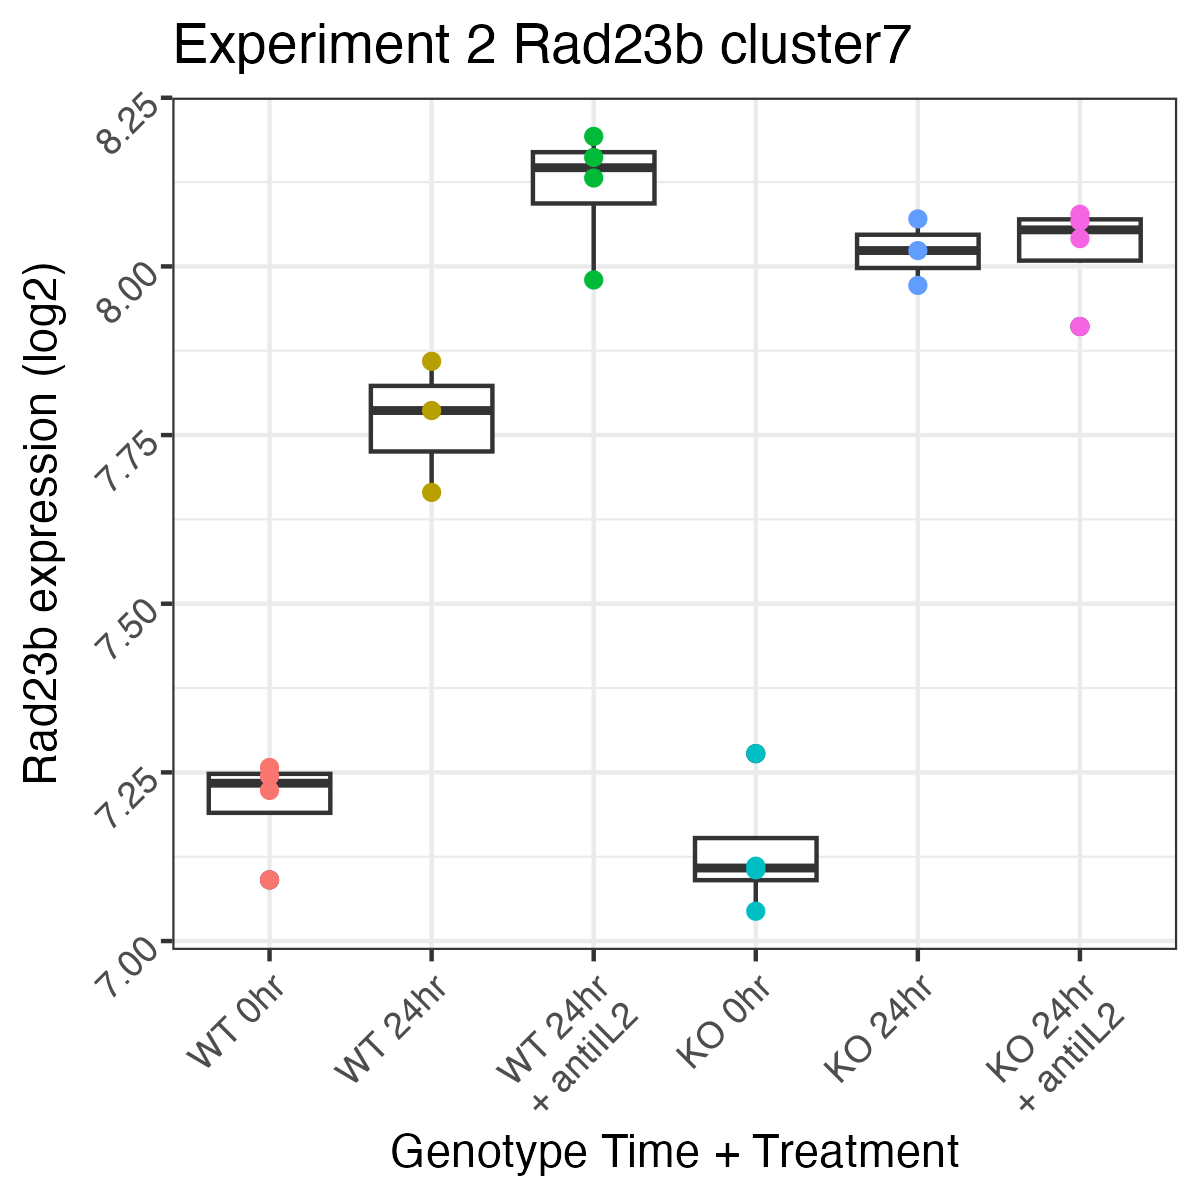 Experiment 2 Rad23b cluster7
Rad23b expression (log2)
8.25
8.00
7.75
7.50
7.25
7.00
WT 0hr
WT 24hr
WT 24hr
+ antiIL2
KO 0hr
KO 24hr
KO 24hr
+ antiIL2
Genotype Time + Treatment